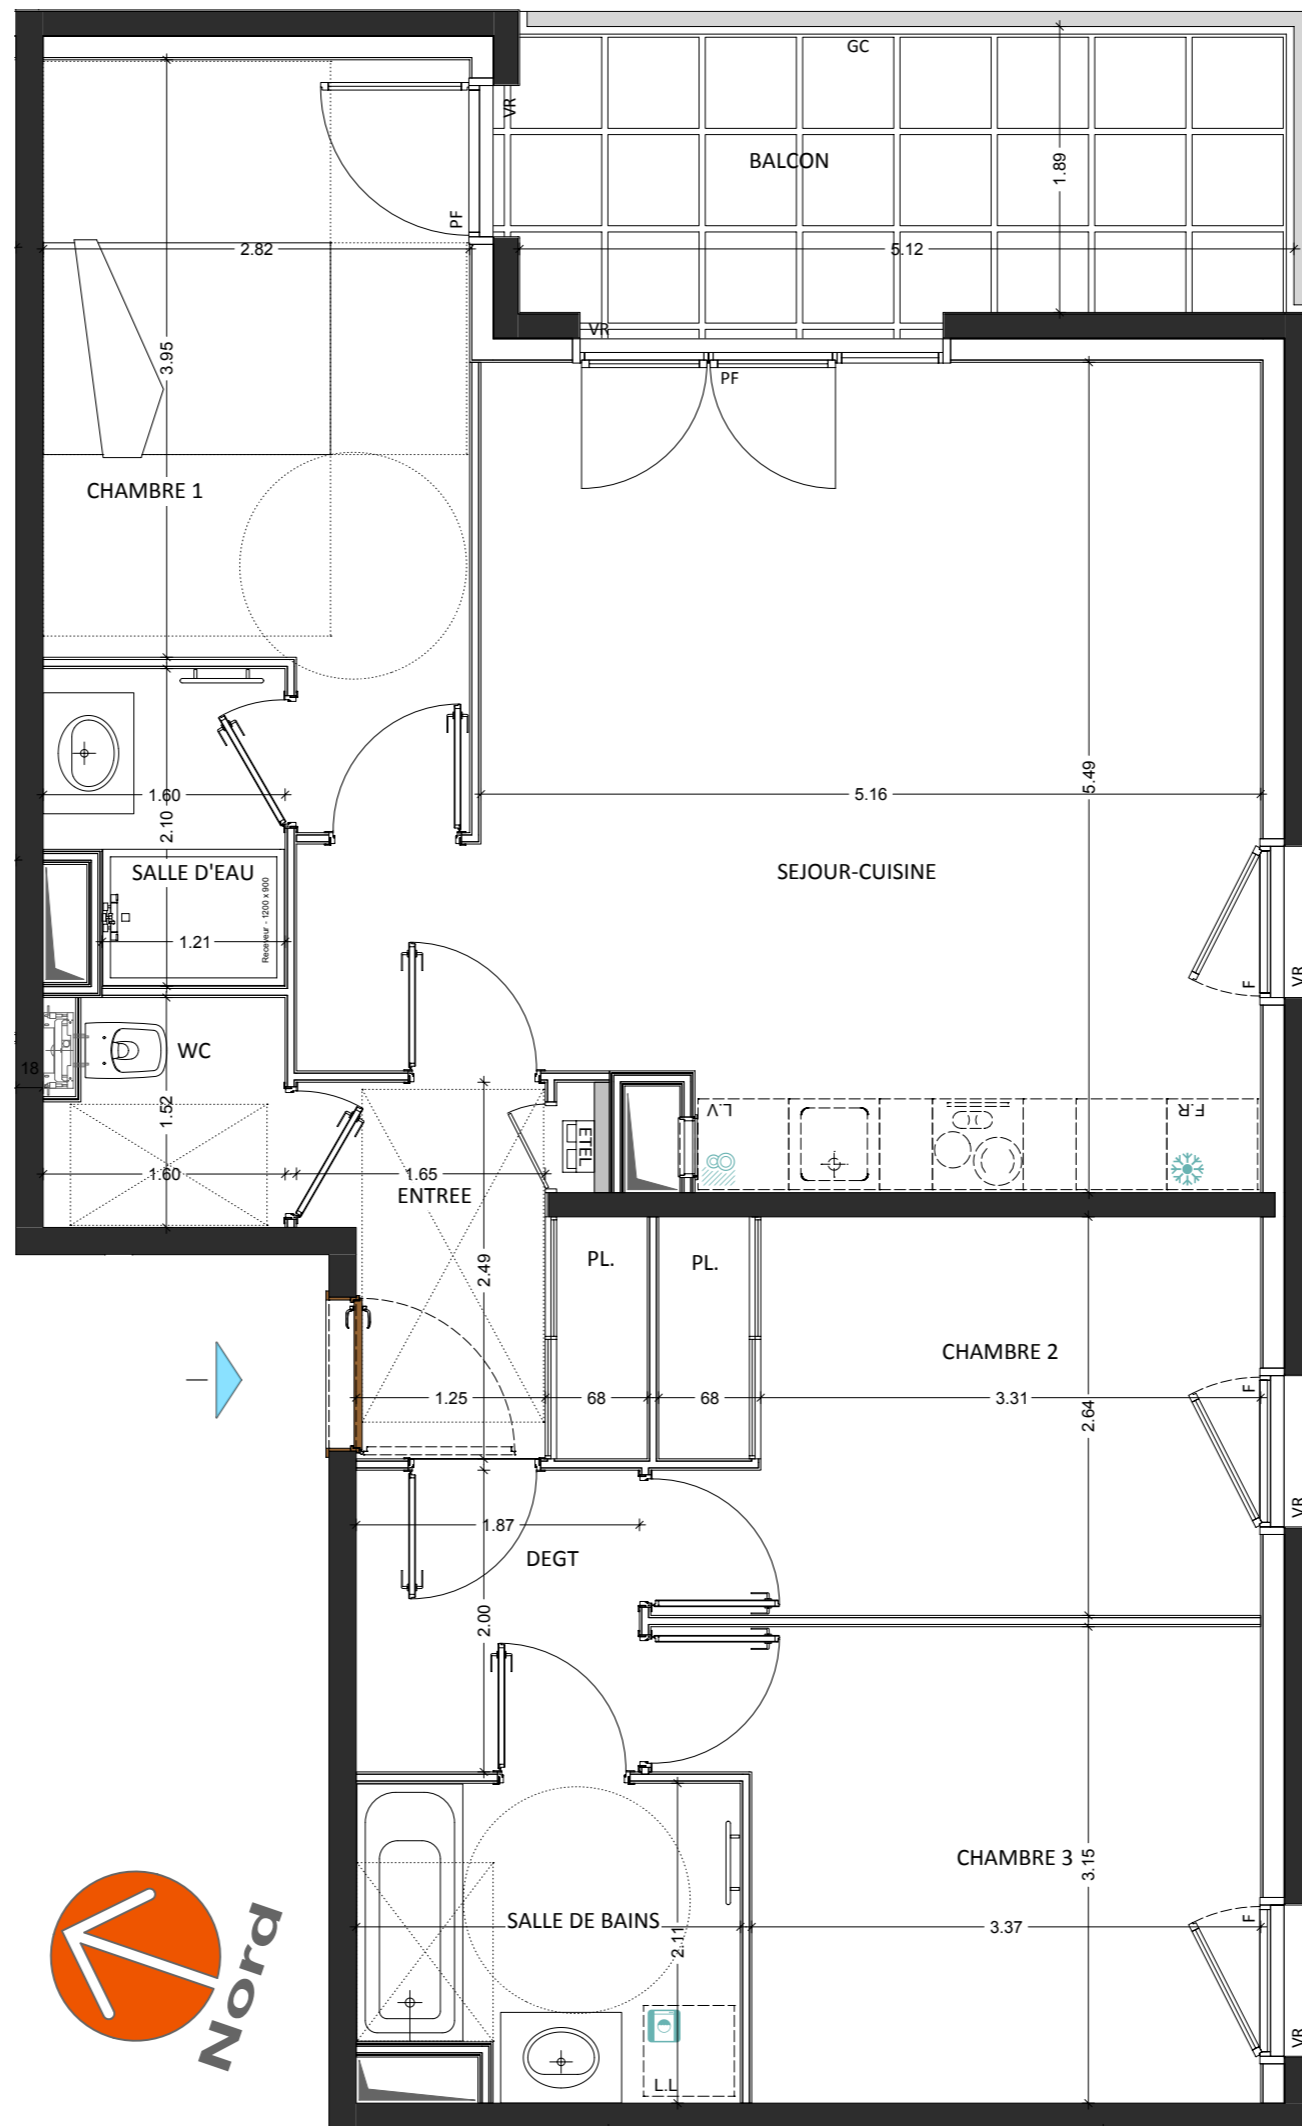 GC
VR
BALCON
1.89
PF
2.82
5.12
VR
3.95
PF
CHAMBRE 1
5.49
1.60
5.16
2.10
SALLE D'EAU
SEJOUR-CUISINE
Receveur - 1200 x 900
1.21
F
VR
WC
18
1.52
L.V
F.R
ETEL
1.60
1.65
ENTREE
2.49
PL.
PL.
CHAMBRE 2
1.25
68
68
3.31
F
2.64
VR
1.87
DEGT
2.00
CHAMBRE 3
3.15
SALLE DE BAINS
2.11
3.37
F
Nord
VR
L.L